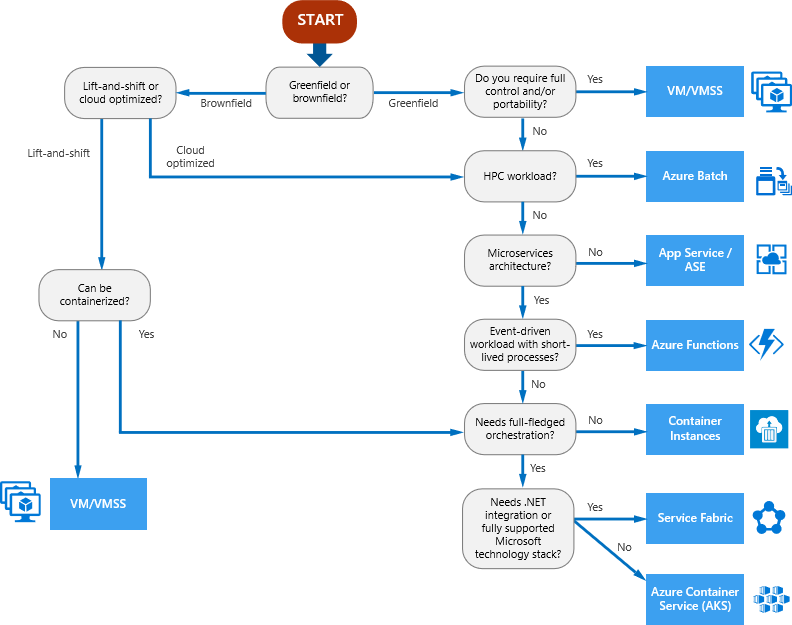 START
Lift-and-shift or
cloud optimized?
Brownfield
Greenfield or
brownfield?
Greenfield
Do you require full
control and/or
portability?
Yes
VM/VMSS
No
Lift-and-shift
Cloud
optimized
HPC workload?
Yes
Azure Batch
No
Microservices
architecture?
No
App Service /
ASE
Yes
Can be
containerized?
No
Yes
Event-driven
workload with short-
lived processes?
Yes
Azure Functions
No
Needs full-fledged
orchestration?
No
Container
Instances
Yes
VM/VMSS
Needs .NET
integration or
fully supported
Microsoft
technology stack?
Yes
Service Fabric
No
Azure Container
Service (AKS)